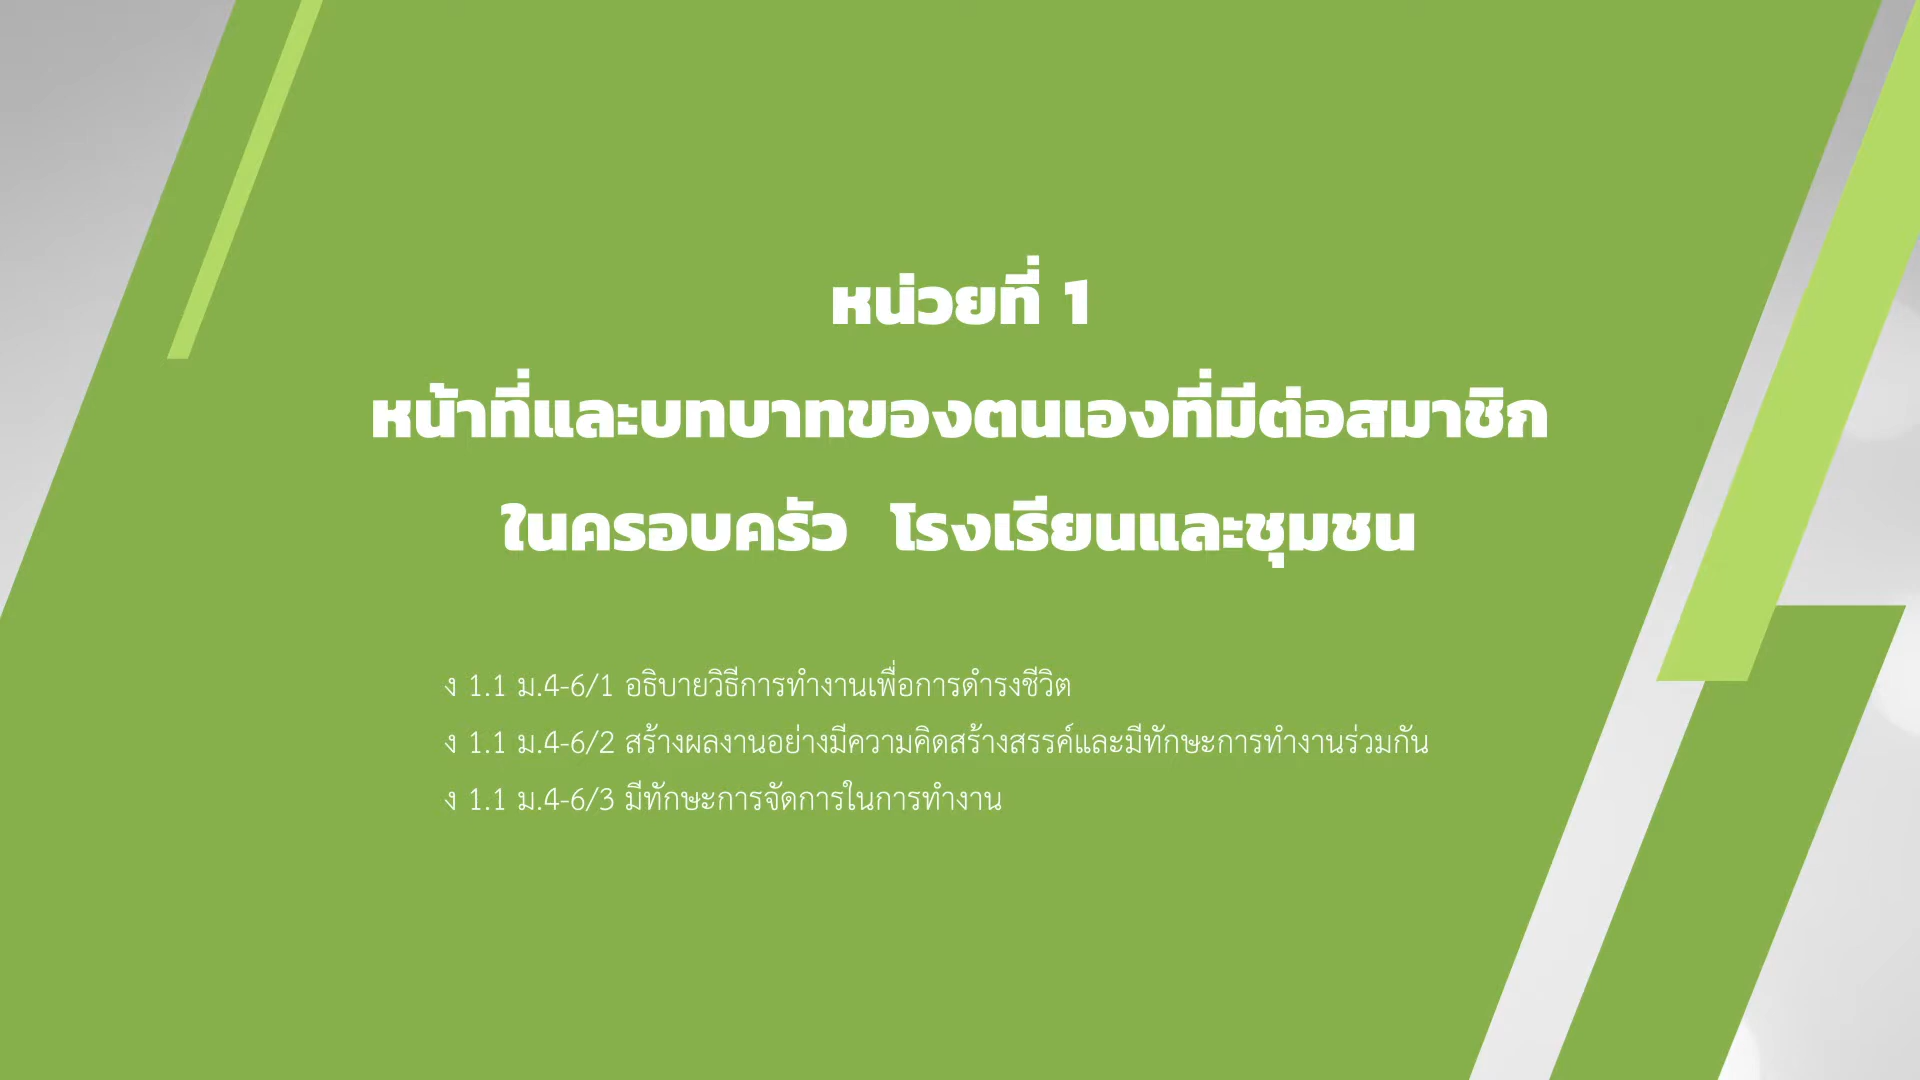 หน่วยที่ 1
หน้าที่และบทบาทของตนเองที่มีต่อสมาชิก
ในครอบครัว โรงเรียนและชุมชน
ง 1.1 ม.4-6/1 อธิบายวิธีการทำงานเพื่อการดำรงชีวิต
ง 1.1 ม.4-6/2 สร้างผลงานอย่างมีความคิดสร้างสรรค์และมีทักษะการทำงานร่วมกัน
ง 1.1 ม.4-6/3 มีทักษะการจัดการในการทำงาน